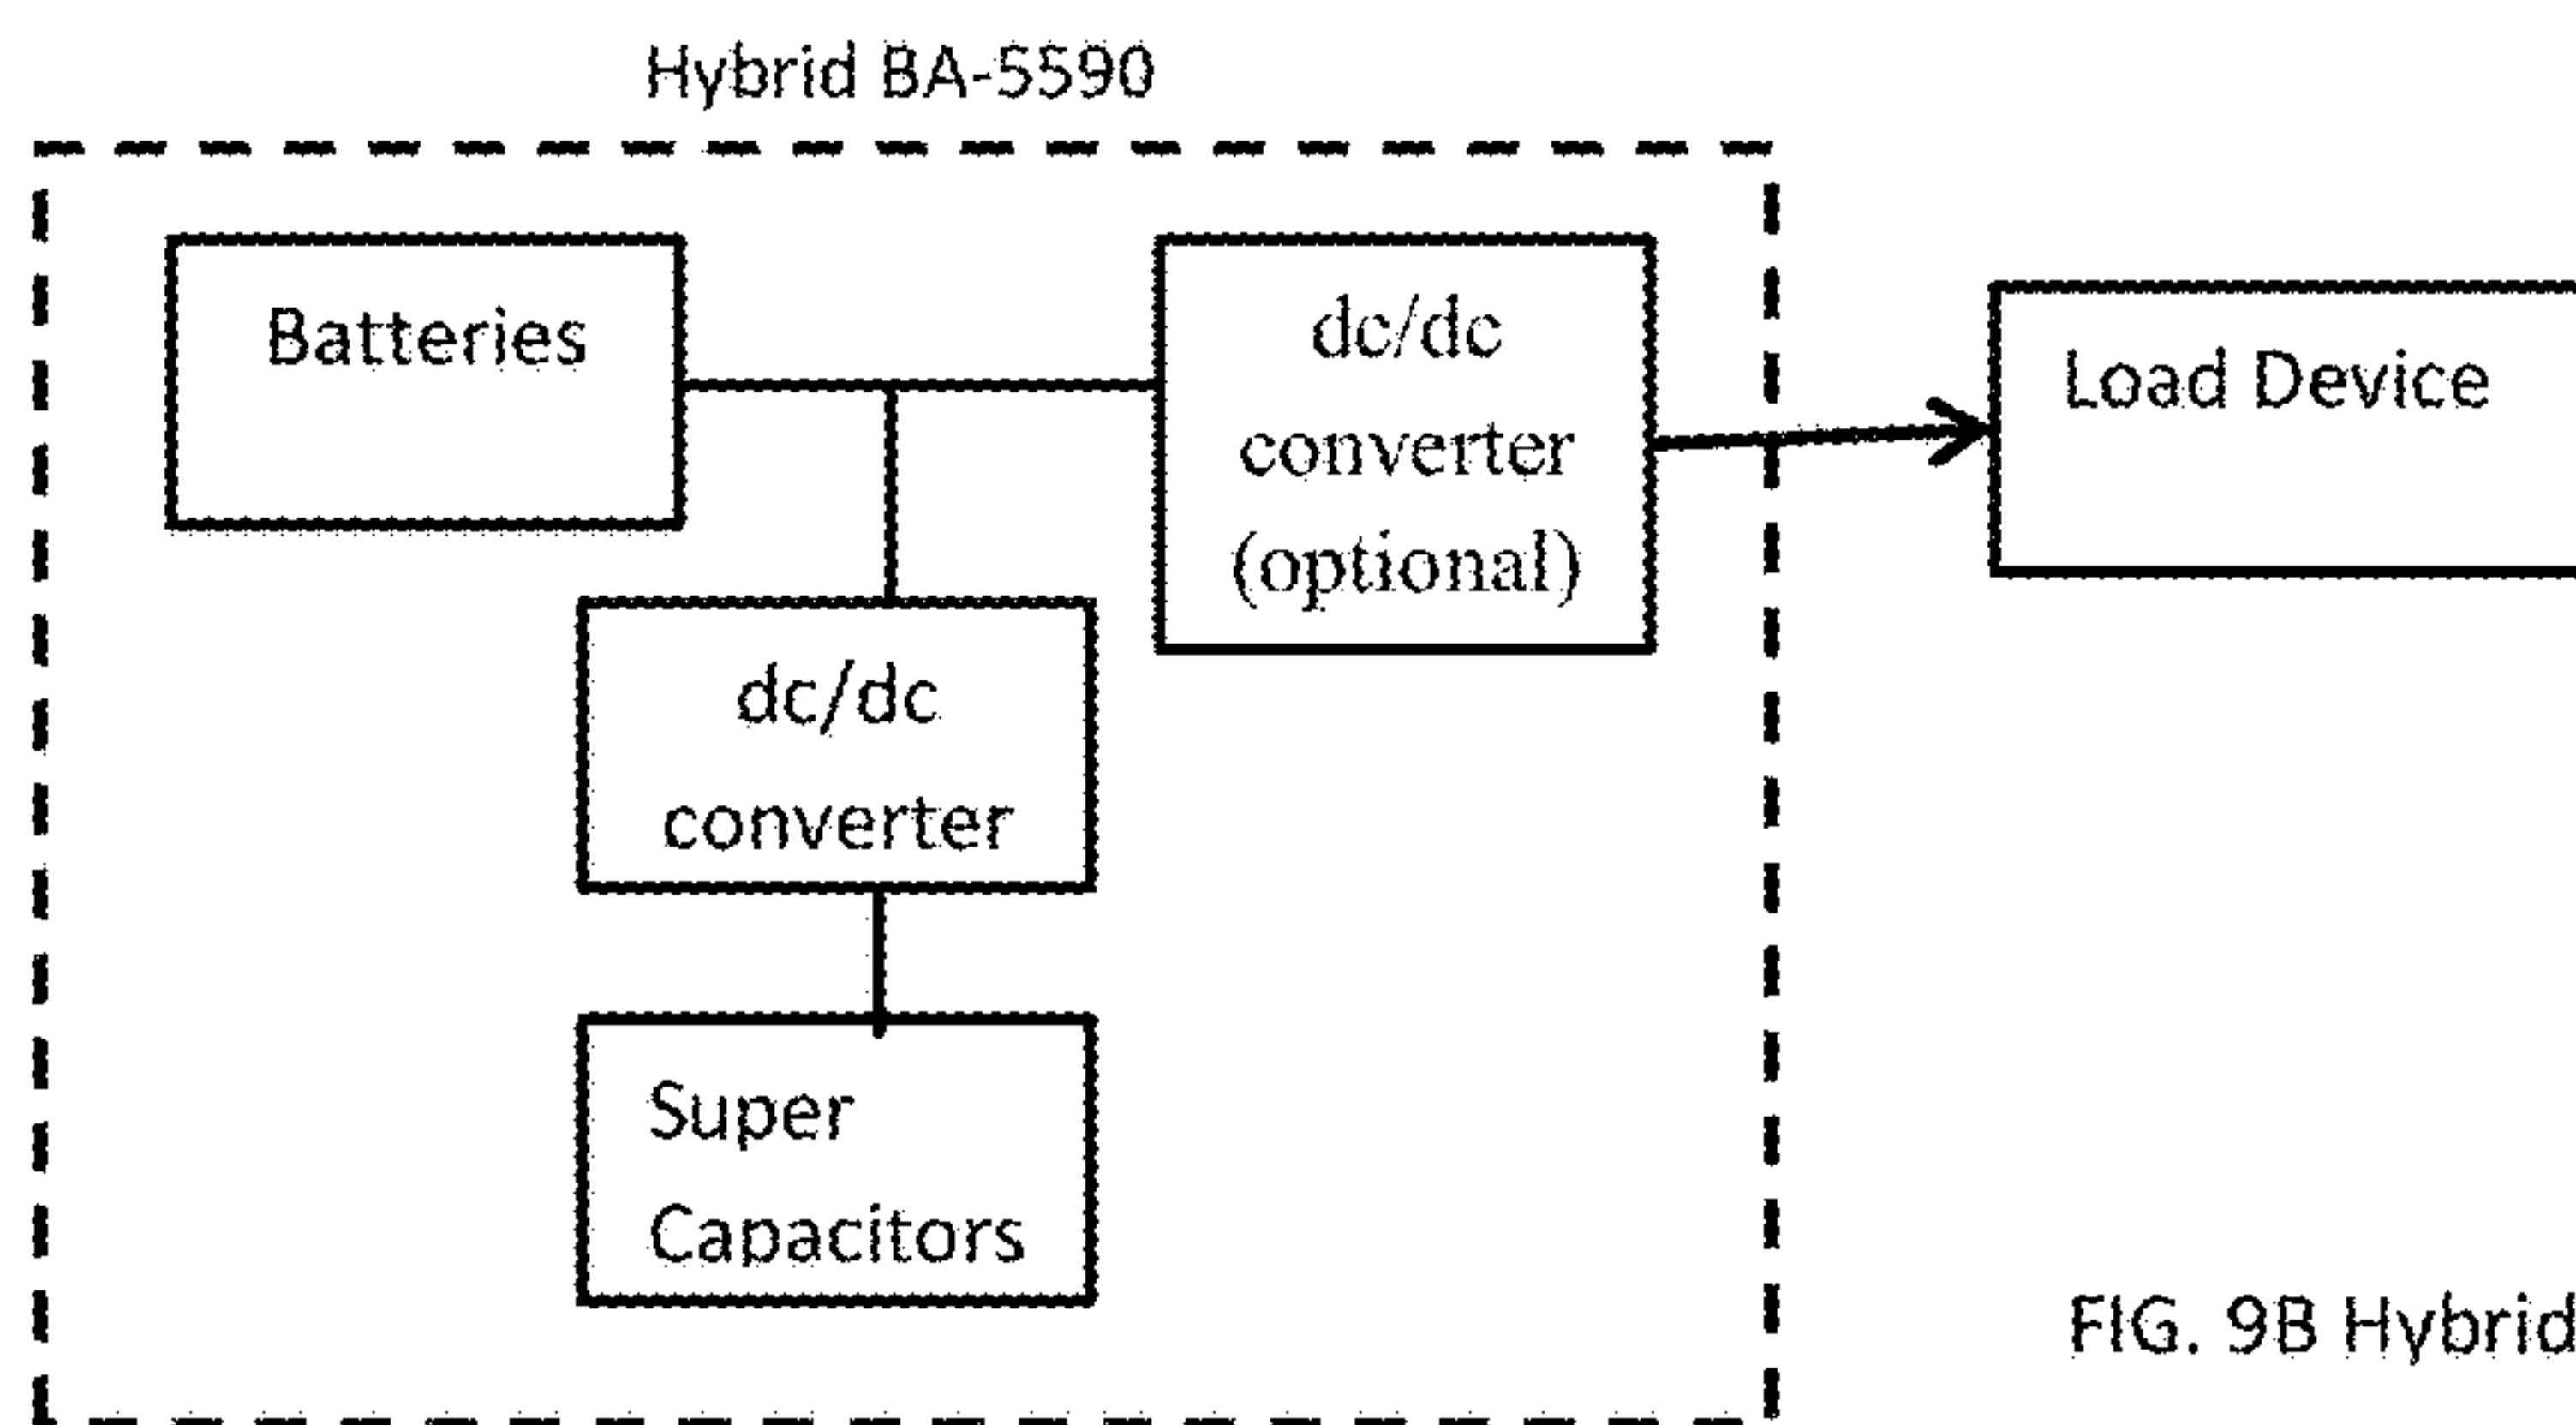 Hybrid BA-5590
Batteries
dc/dc
converter
(optional)
Load Device
dc/dc
converter
Super
Capacitors
FIG. 9B Hybrid